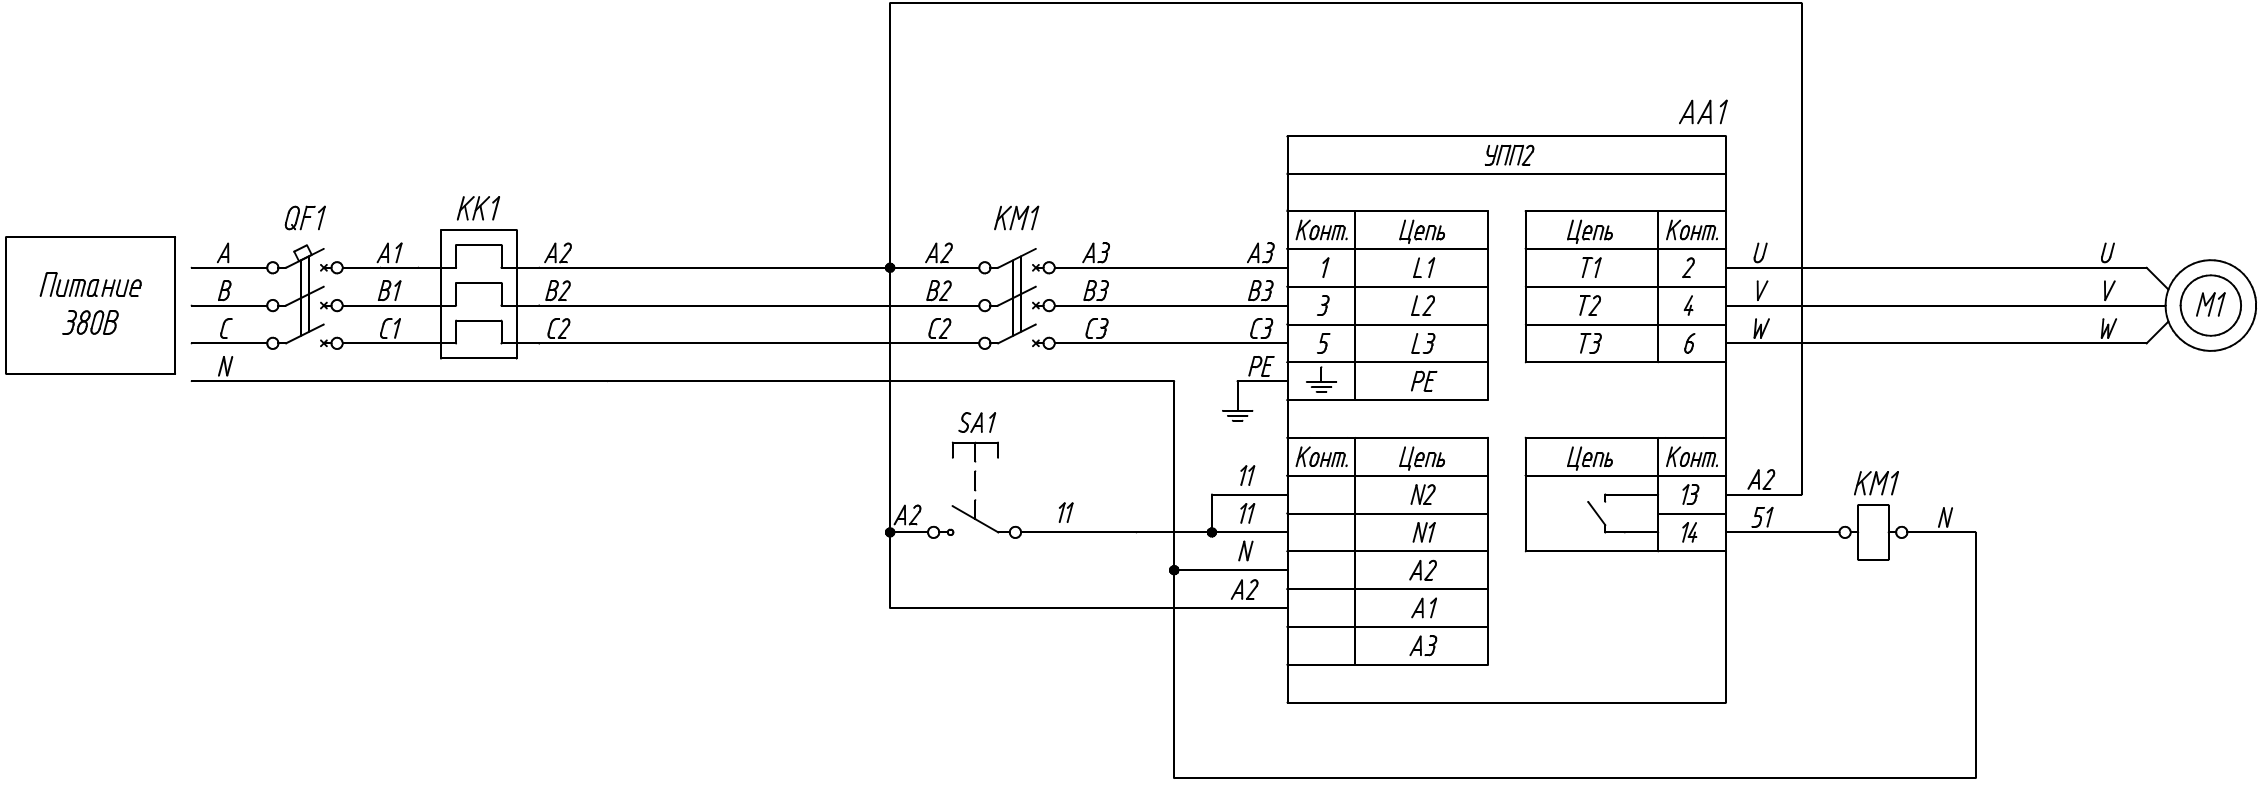 AA1
УПП2
QF1
KK1
KM1
Конт. Цепь Цепь Конт.
A A1 A2 A2 A3 A3 1 L1 T1 2 U U
Питание
380В
B B1 B2 B2 B3 B3 3 L2 T2 4 V V M1
C C1 C2 C2 C3 C3 5 L3 T3 6 W W
N PE PE
SA1
Конт. Цепь Цепь Конт.
11 N2 13 A2 KM1
A2 11 11 N1 14 51 N
N A2
A2 A1
A3